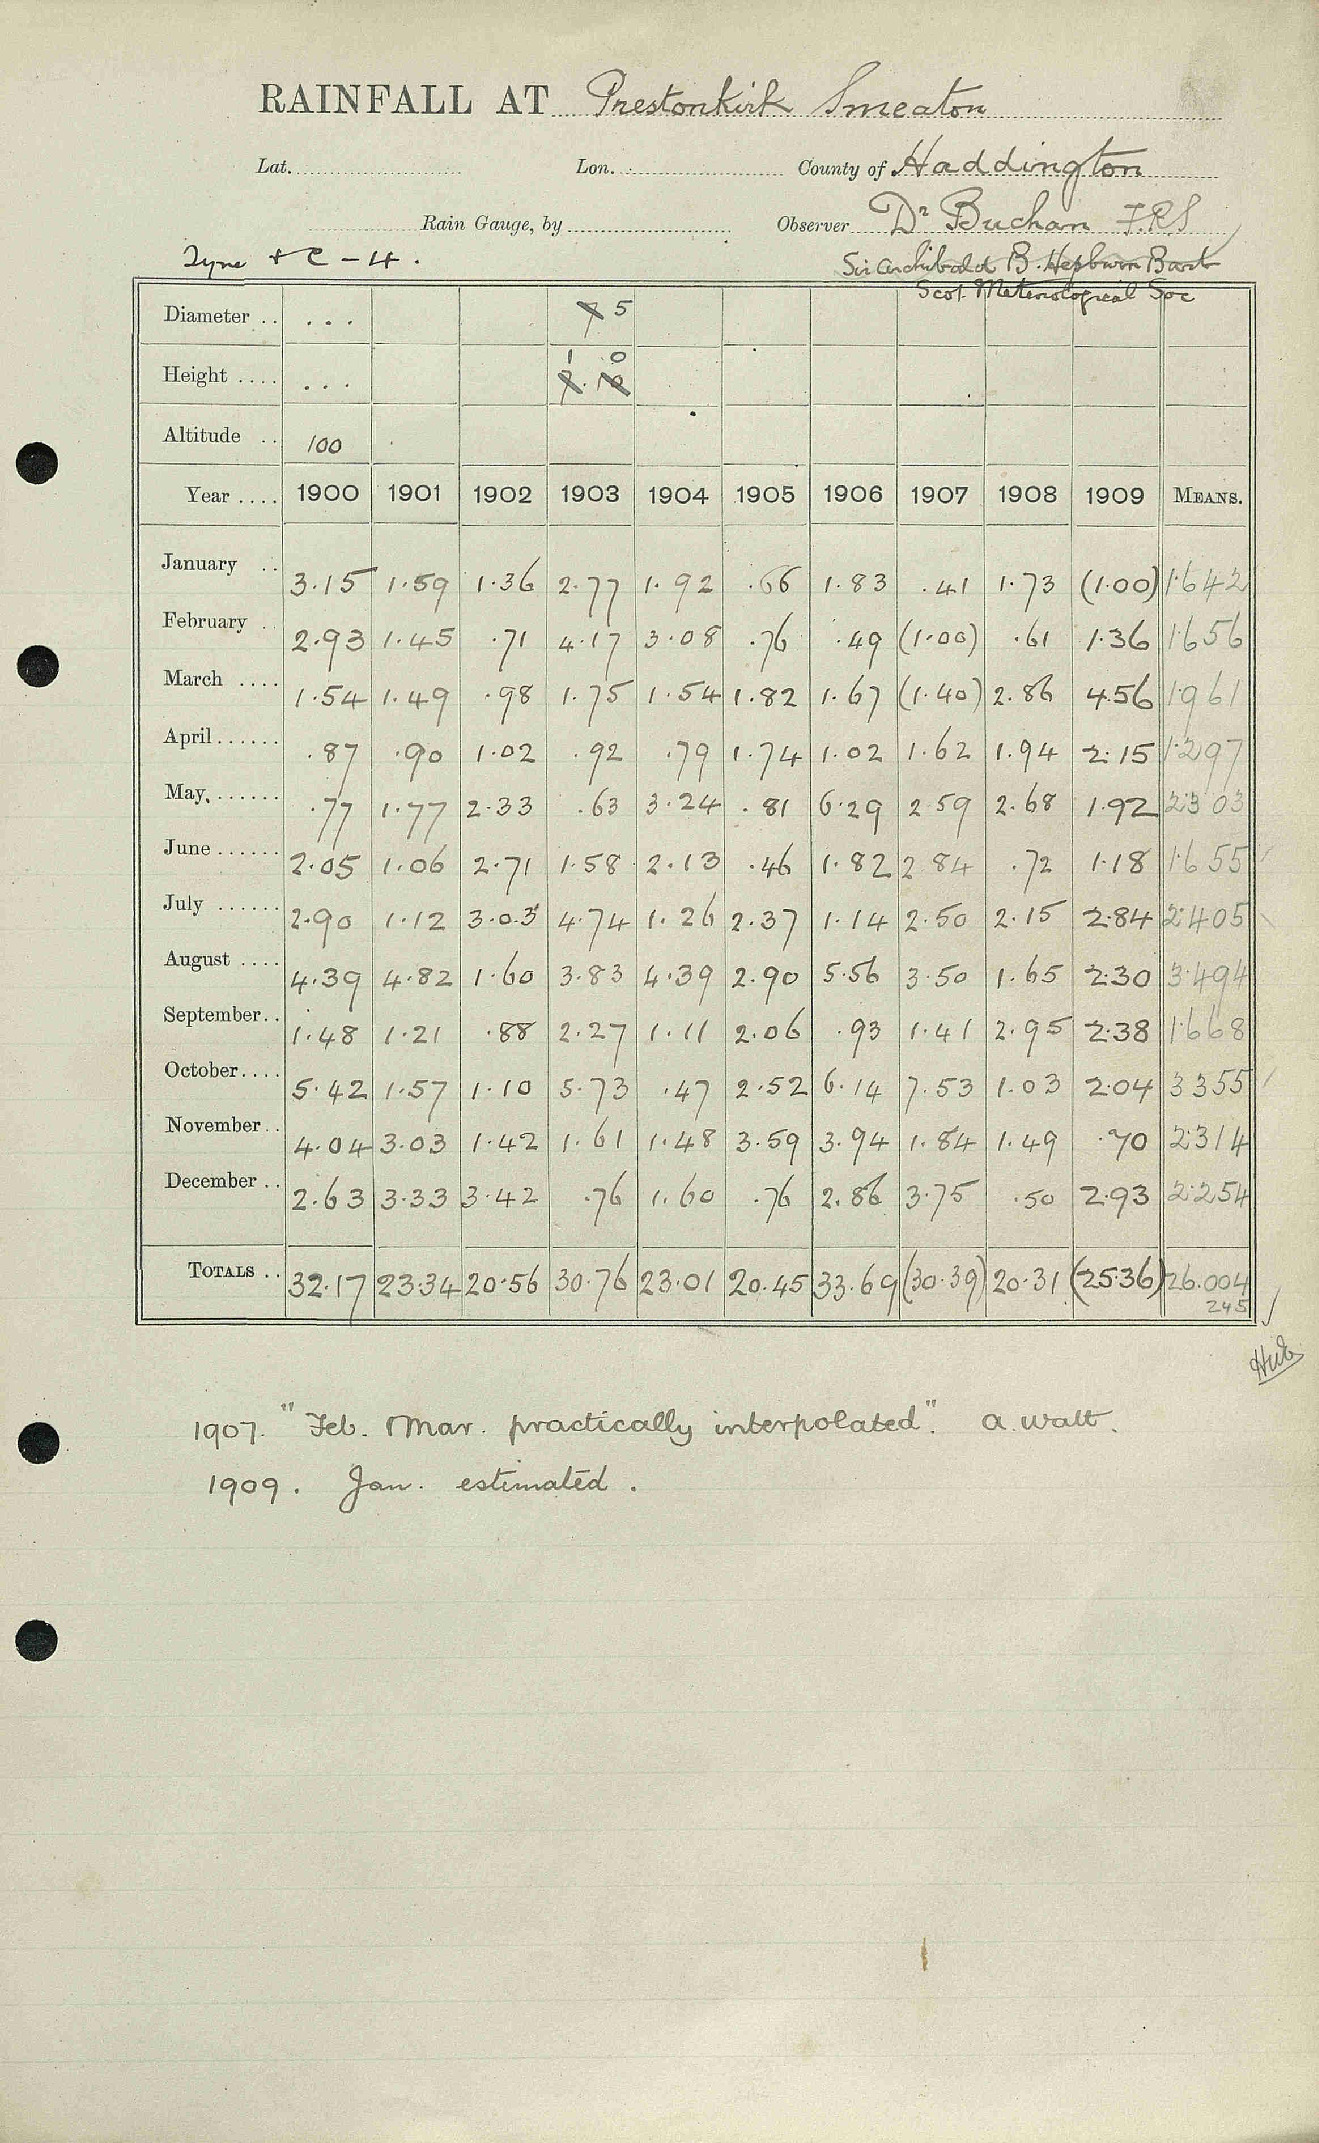 RAINFALL AT Prestonkirk Smeaton
Lat. Lon. County of Haddington
Rain Gauge, by Observer Dr Buchan F.R.S
Tyne + C - 4. Sir Archibald B. Hepburn Bart
Scot. Meteorological Soc
Diameter .. ... 7 5
1 0
Height .... ...
Altitude .. 100
Year .... 1900 1901 1902 1903 1904 1905 1906 1907 1908 1909 MEANS.
January .. 3.15 1.59 1.36 2.77 1.92 .66 1.83 .41 1.73 (1.00) 1.642
February . 2.93 1.45 .71 4.17 3.08 .76 .49 (1.00) .61 1.36 1656
March .... 1.54 1.49 .98 1.75 1.54 1.82 1.67 (1.40) 2.86 4.56 1.961
April...... .87 .90 1.02 .92 .79 1.74 1.02 1.62 1.94 2.15 1.297
May. ...... .77 1.77 2.33 .63 3.24 .81 6.29 2.59 2.68 1.92 2.303
June ...... 2.05 1.06 2.71 1.58 2.13 .46 1.82 2.84 .72 1.18 1.655
July ...... 2.90 1.12 3.03 4.74 1.26 2.37 1.14 2.50 2.15 2.84 2.405
August .... 4.39 4.82 1.60 3.83 4.39 2.90 5.56 3.50 1.65 2.30 3.494
September.. 1.48 1.21 .88 2.27 1.11 2.06 .93 1.41 2.95 2.38 1.668
October.... 5.42 1.57 1.10 5.73 .47 2.52 6.14 7.53 1.03 2.04 3355
November.. 4.04 3.03 1.42 1.61 1.48 3.59 3.94 1.84 1.49 .70 2.314
December .. 2.63 3.33 3.42 .76 1.60 .76 2.86 3.75 .50 2.93 2.254
TOTALS .. 32.17 23.34 20.56 30.76 23.01 20.45 33.69 (30.39) 20.31 (25.36) 26.004
245
1907. "Feb. & Mar. practically interpolated". A. Watt.
1909. Jan. estimated.